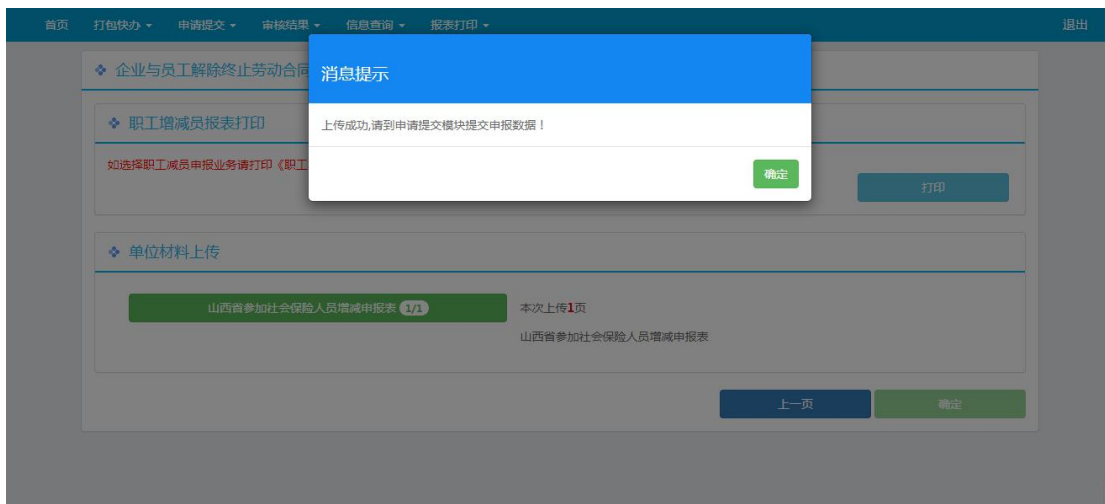 首页 打包快办 申请提交 审核结果 信息查询 报表打印 退出
企业与员工解除终止劳动合同
消息提示
职工增减员报表打印
上传成功,请到申请提交模块提交申报数据！
如选择职工减员申报业务请打印《职工
确定
打印
单位材料上传
山西省参加社会保险人员增减申报表 1/1 本次上传1页
山西省参加社会保险人员增减申报表
上一页 确定